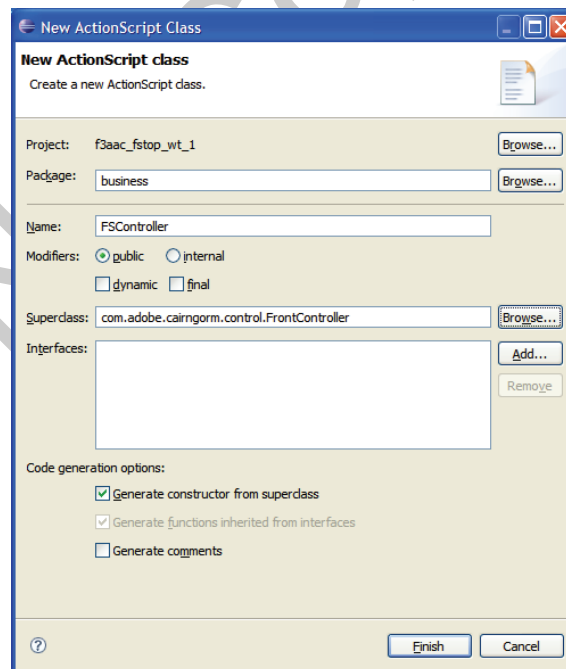 New ActionScript Class
New ActionScript class
Create a new ActionScript class.
Project: f3aac_fstop_wt_1 Browse...
Package: business Browse...
Name: FSController
Modifiers: public internal
dynamic final
Superclass: com.adobe.cairngorm.control.FrontController Browse...
Interfaces: Add...
Remove
Code generation options:
Generate constructor from superclass
Generate functions inherited from interfaces
Generate comments
? Finish Cancel